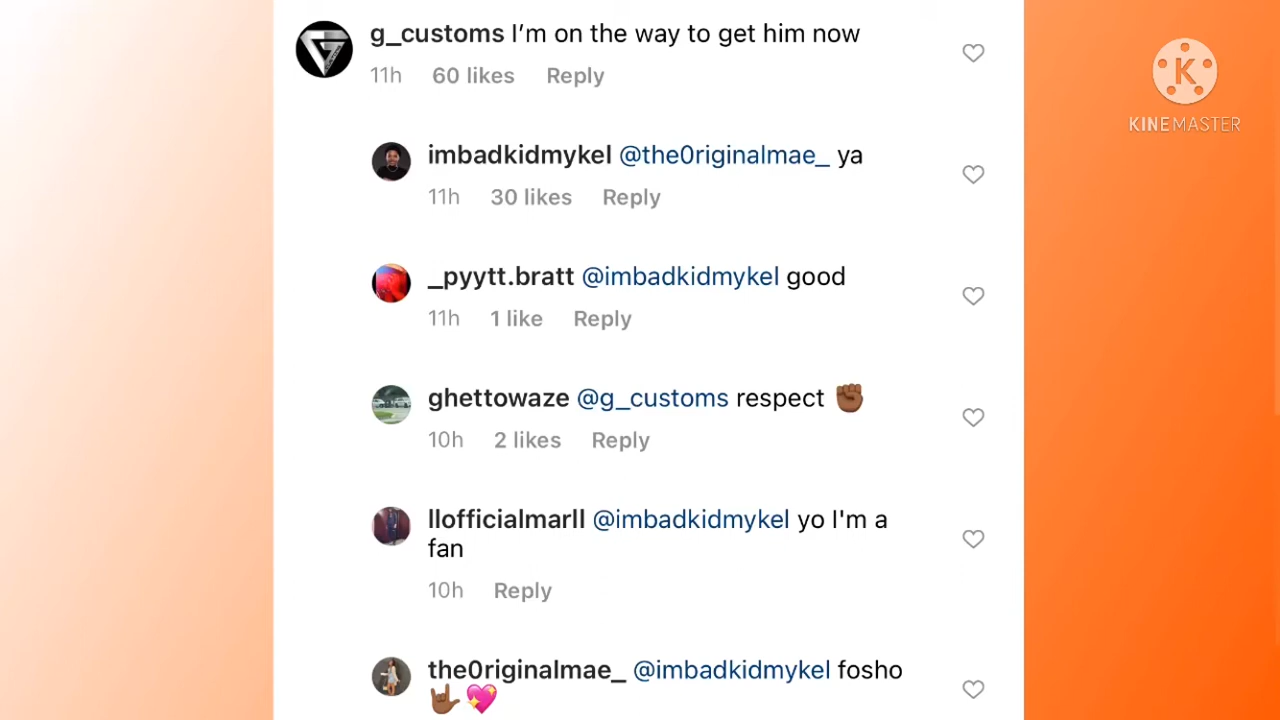 g_customs I’m on the way to get him now
11h 60 likes Reply
imbadkidmykel @the0riginalmae_ ya
11h 30 likes Reply
_pyytt.bratt @imbadkidmykel good
11h 1 like Reply
ghettowaze @g_customs respect ✊🏾
10h 2 likes Reply
llofficialmarll @imbadkidmykel yo I'm a
fan
10h Reply
the0riginalmae_ @imbadkidmykel fosho
🤟🏾💖
K
KINEMASTER